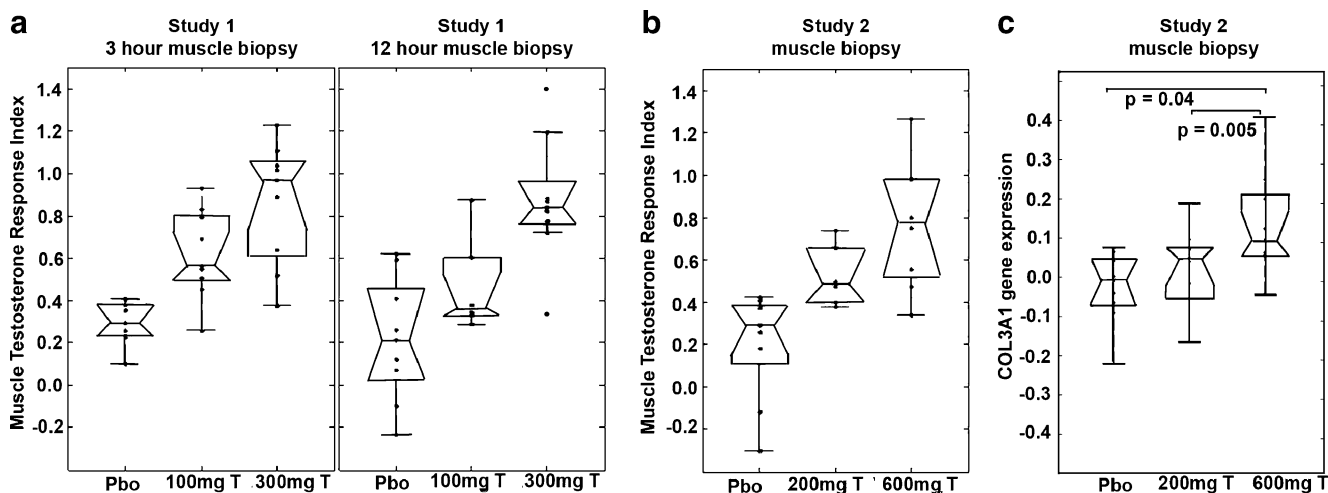 a
Study 1
3 hour muscle biopsy
Study 1
12 hour muscle biopsy
Muscle Testosterone Response Index
1.4
1.2
1.0
0.8
0.6
0.4
0.2
0.0
-0.2
Pbo
100mg T
300mg T
Pbo
100mg T
300mg T
b
Study 2
muscle biopsy
Muscle Testosterone Response Index
1.4
1.2
1.0
0.8
0.6
0.4
0.2
0.0
-0.2
Pbo
200mg T
600mg T
c
Study 2
muscle biopsy
COL3A1 gene expression
p = 0.04
p = 0.005
0.4
0.3
0.2
0.1
0.0
-0.1
-0.2
-0.3
-0.4
Pbo
200mg T
600mg T